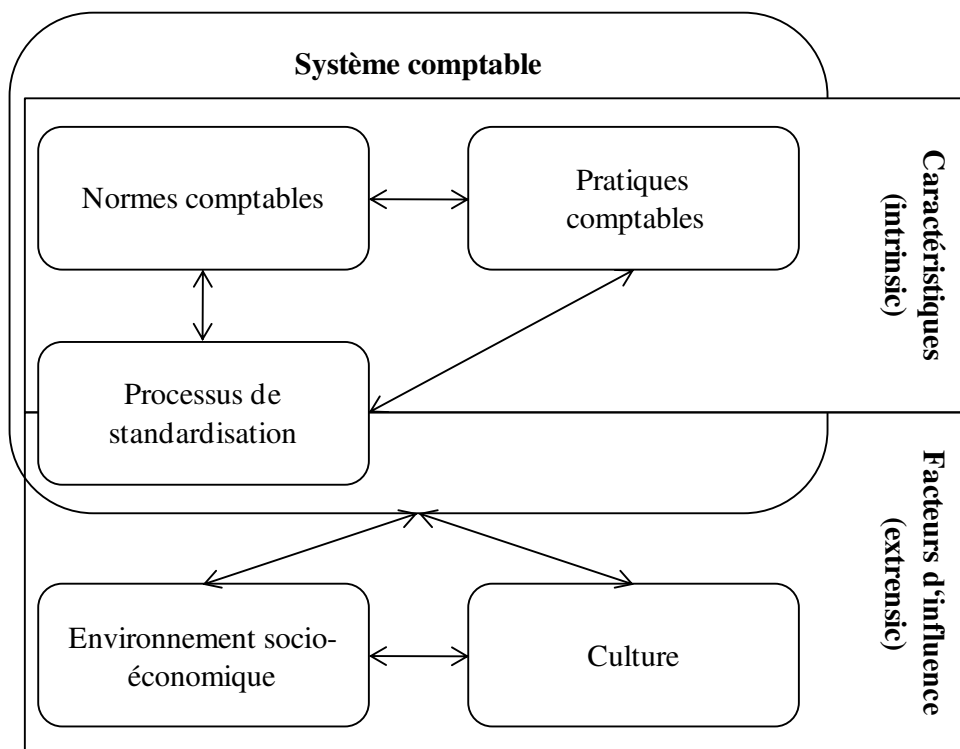 Système comptable
Normes comptables
Pratiques
comptables
Caractéristiques
(intrinsic)
Processus de
standardisation
Facteurs d‘influence
(extrensic)
Environnement socio-
économique
Culture